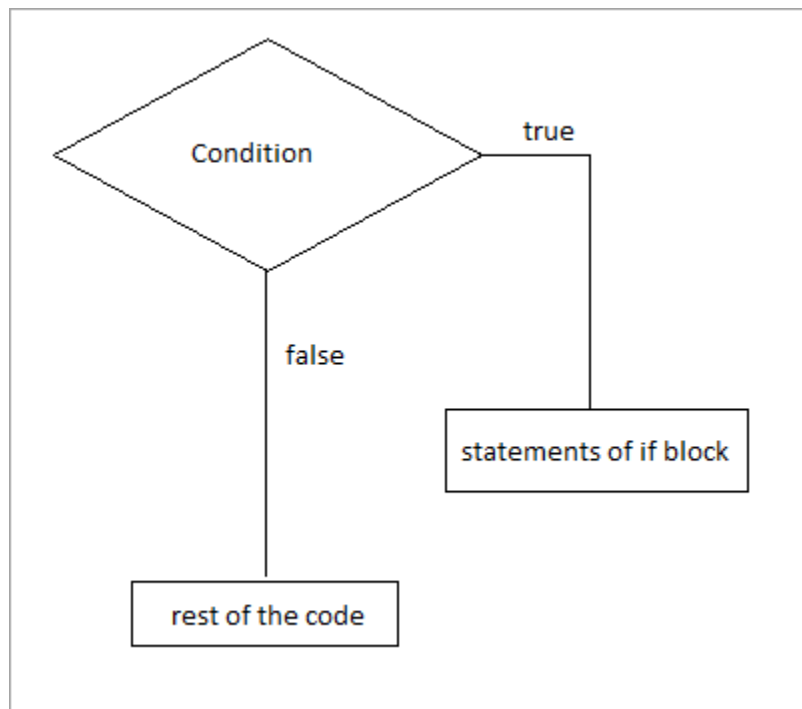 true
Condition
false
statements of if block
rest of the code